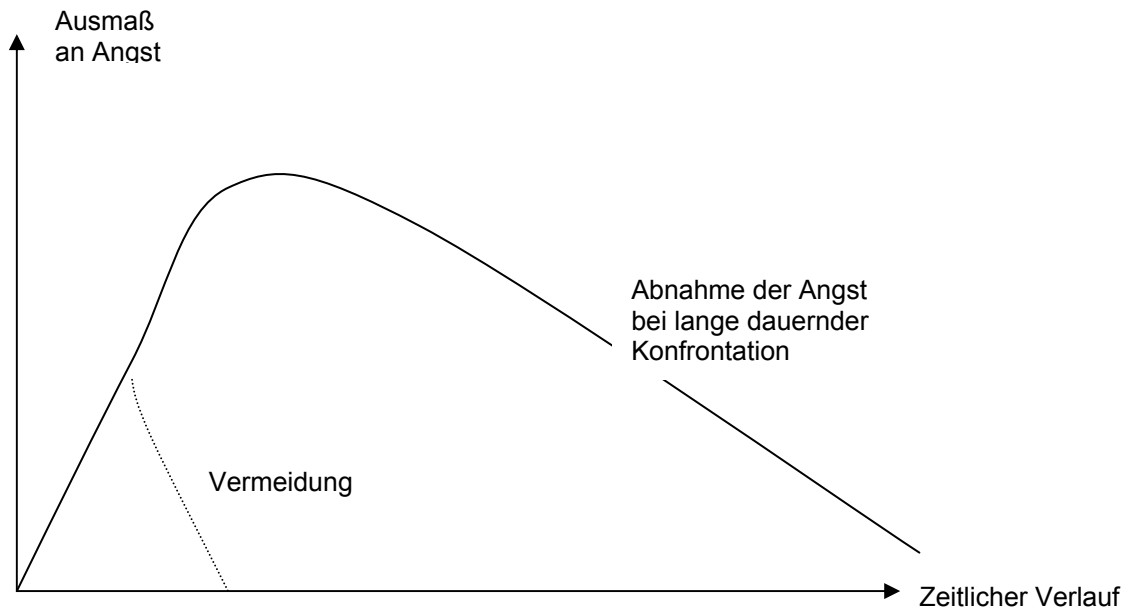 Ausmaß
an Angst
Abnahme der Angst
bei lange dauernder
Konfrontation
Vermeidung
Zeitlicher Verlauf